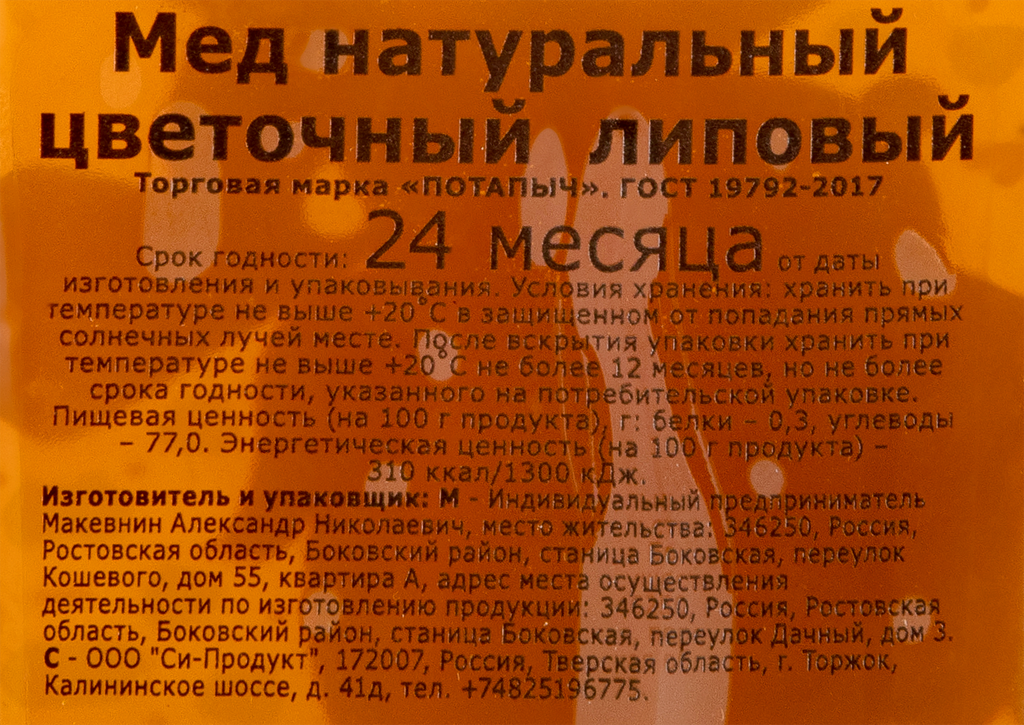 Мед натуральный
цветочный липовый
Торговая марка «ПОТАПЫЧ». ГОСТ 19792-2017
Срок годности: 24 месяца от даты
изготовления и упаковывания. Условия хранения: хранить при
температуре не выше +20°С в защищенном от попадания прямых
солнечных лучей месте. После вскрытия упаковки хранить при
температуре не выше +20°С не более 12 месяцев, но не более
срока годности, указанного на потребительской упаковке.
Пищевая ценность (на 100 г продукта), г: белки – 0,3, углеводы
– 77,0. Энергетическая ценность (на 100 г продукта) –
310 ккал/1300 кДж.
Изготовитель и упаковщик: М - Индивидуальный предприниматель
Макевнин Александр Николаевич, место жительства: 346250, Россия,
Ростовская область, Боковский район, станица Боковская, переулок
Кошевого, дом 55, квартира А, адрес места осуществления
деятельности по изготовлению продукции: 346250, Россия, Ростовская
область, Боковский район, станица Боковская, переулок Дачный, дом 3.
С - ООО "Си-Продукт", 172007, Россия, Тверская область, г. Торжок,
Калининское шоссе, д. 41д, тел. +74825196775.